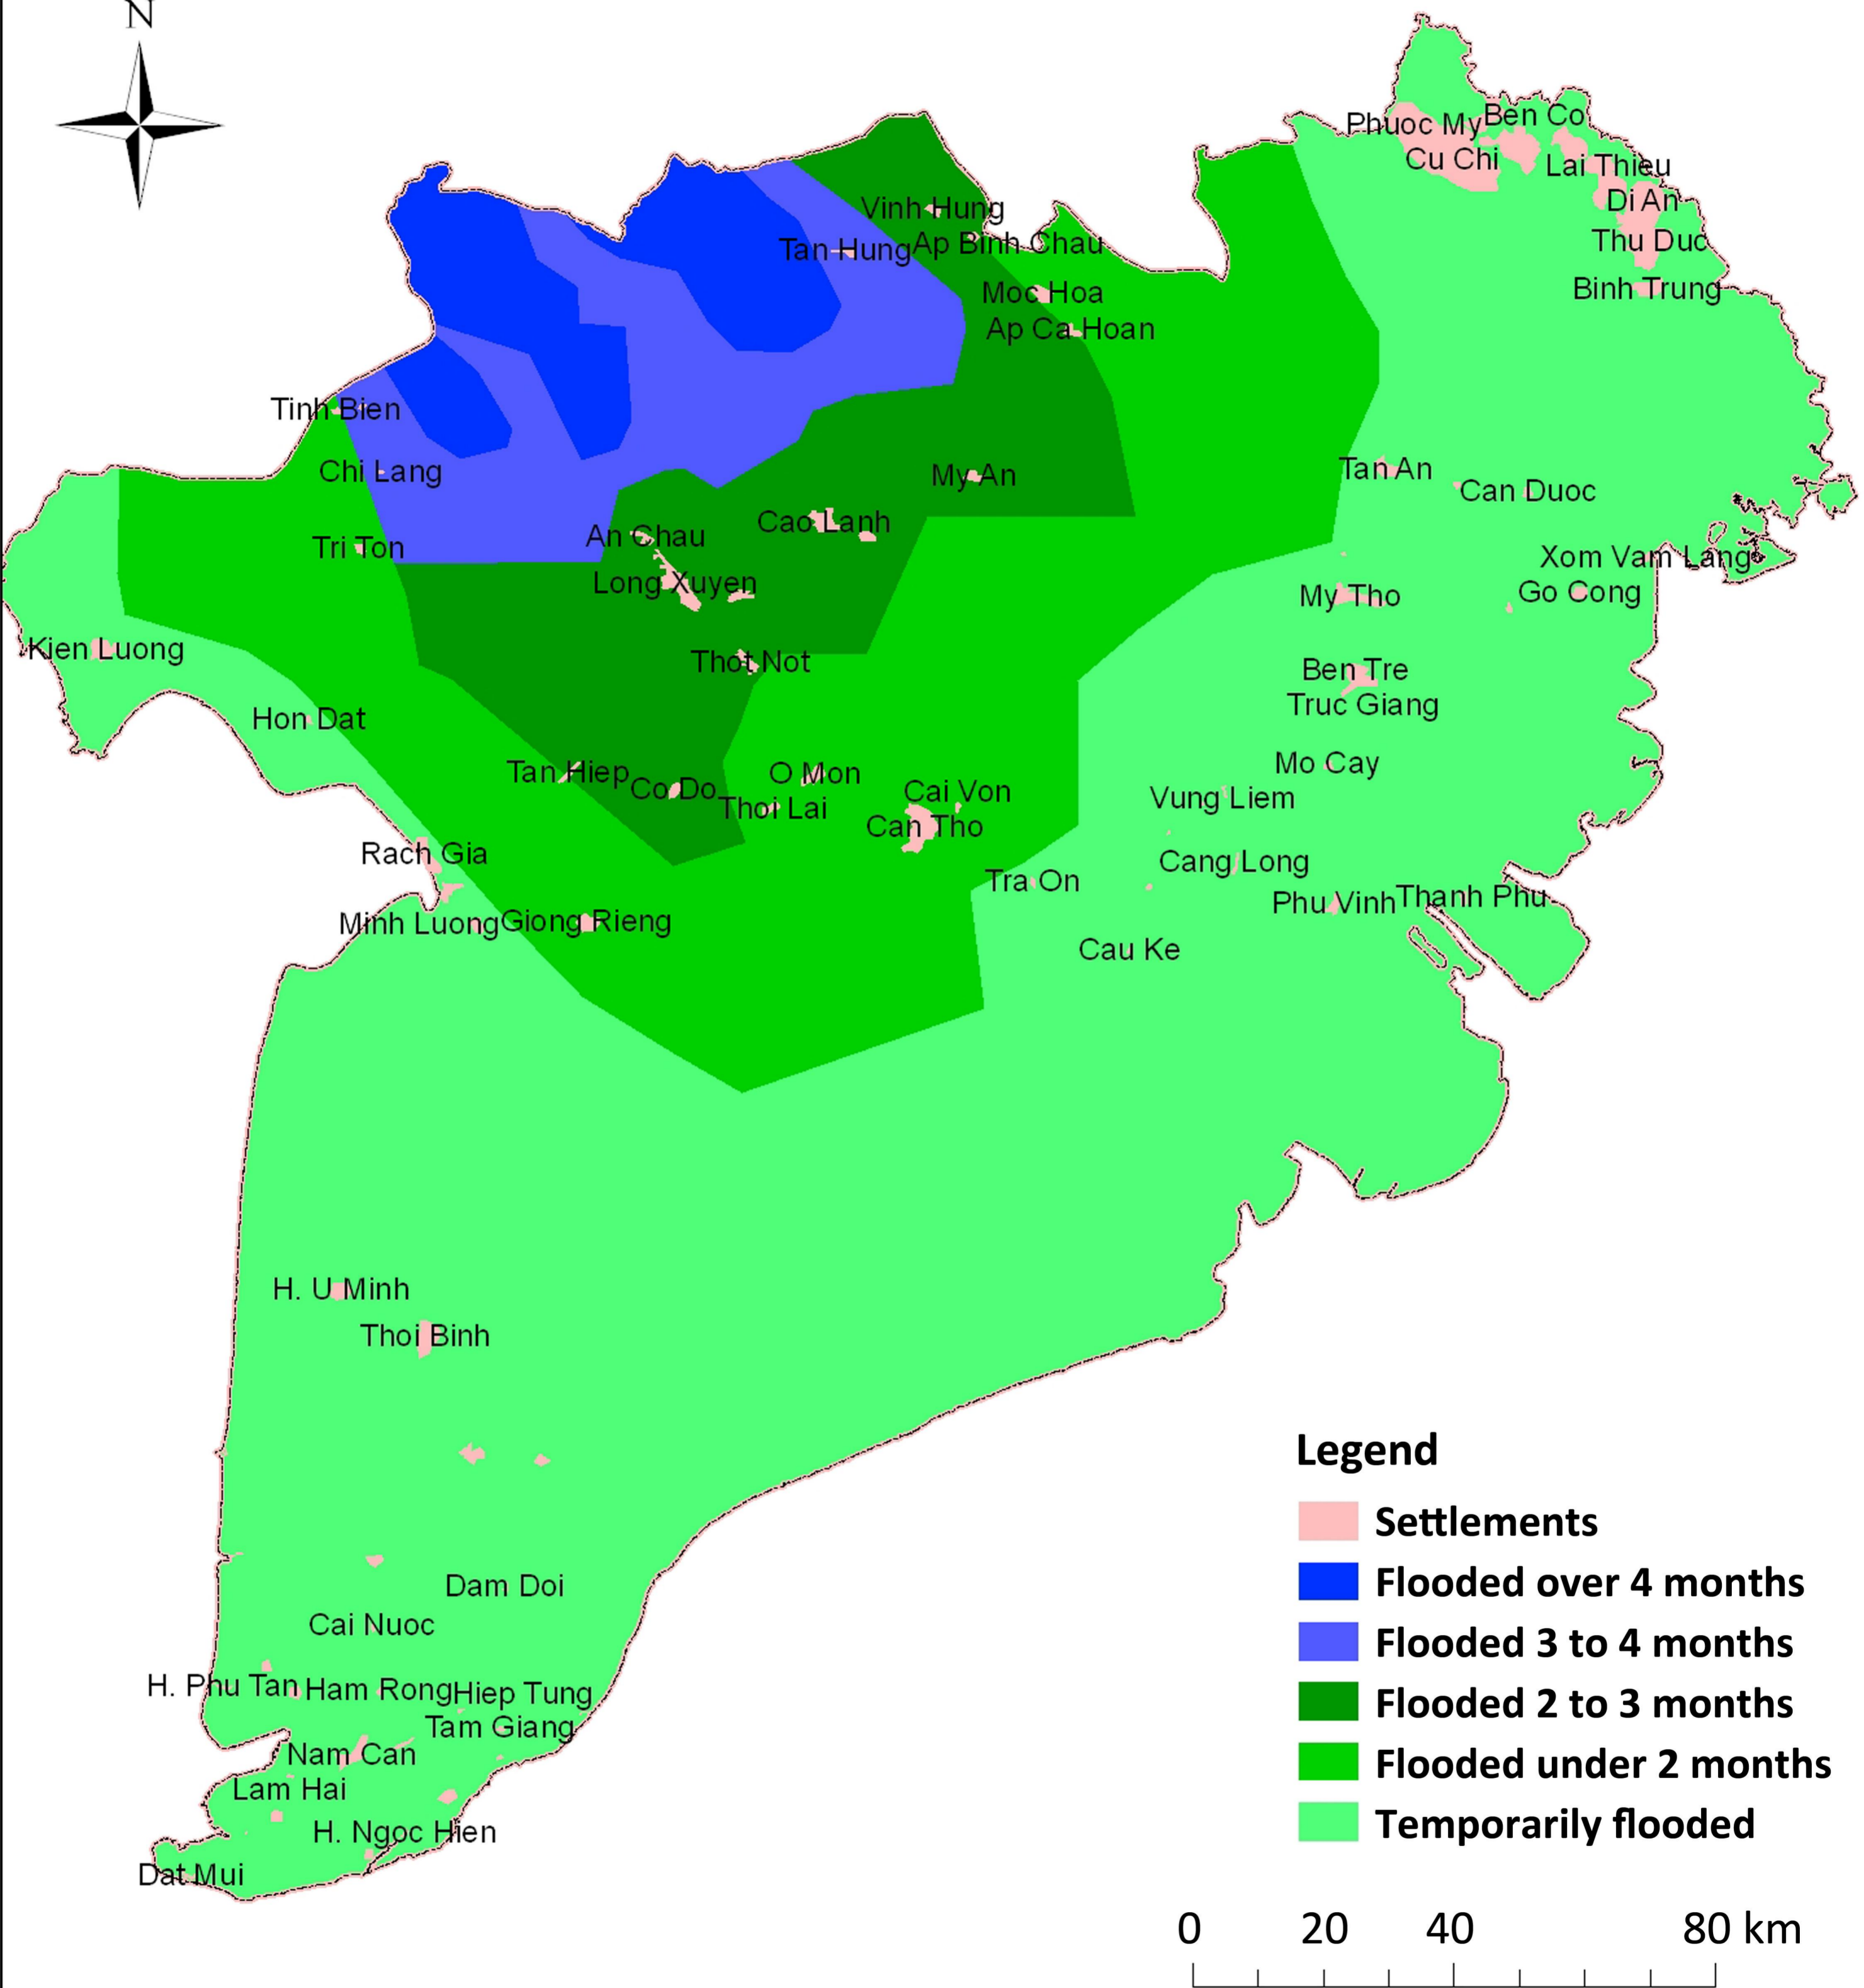 N
Phuoc My
Ben Co
Cu Chi
Lai Thieu
Di An
Vinh Hung
Thu Duc
Tan Hung
Ap Binh Chau
Binh Trung
Moc Hoa
Ap Ca Hoan
Tinh Bien
Chi Lang
My An
Tan An
Can Duoc
Cao Lanh
An Chau
Tri Ton
Xom Vam Lang
Long Xuyen
My Tho
Go Cong
Kien Luong
Thot Not
Ben Tre
Truc Giang
Hon Dat
Mo Cay
Tan Hiep
Co Do
O Mon
Cai Von
Vung Liem
Thoi Lai
Can Tho
Rach Gia
Cang Long
Tra On
Phu Vinh
Thanh Phu
Minh Luong
Giong Rieng
Cau Ke
H. U Minh
Thoi Binh
Dam Doi
Cai Nuoc
H. Phu Tan
Ham Rong
Hiep Tung
Tam Giang
Nam Can
Lam Hai
H. Ngoc Hien
Dat Mui
Legend
Settlements
Flooded over 4 months
Flooded 3 to 4 months
Flooded 2 to 3 months
Flooded under 2 months
Temporarily flooded
0 20 40 80 km